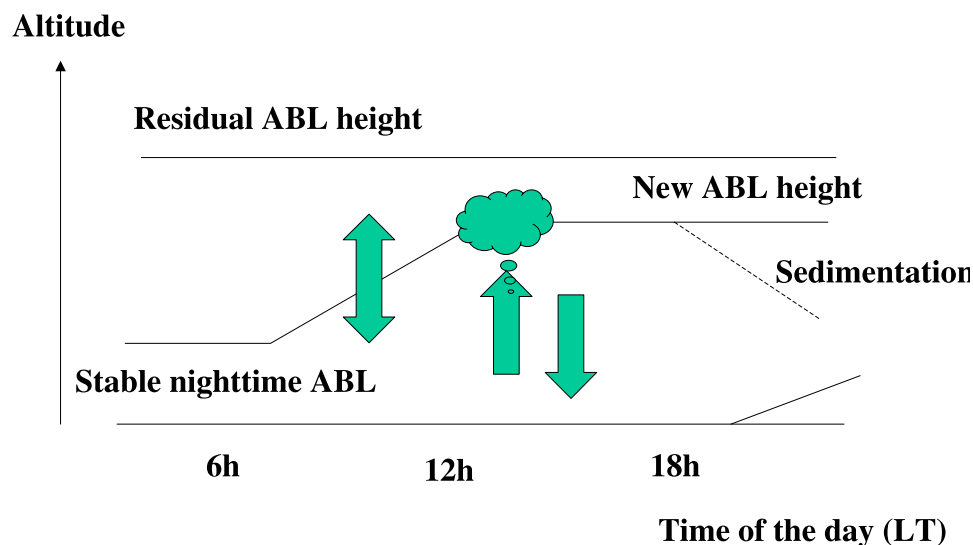 Altitude
Residual ABL height
New ABL height
Sedimentation
Stable nighttime ABL
6h
12h
18h
Time of the day (LT)